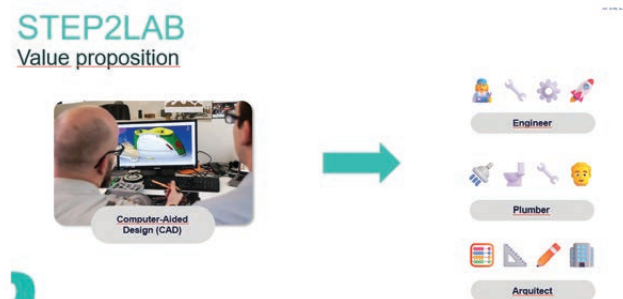 STEP2LAB
Value proposition
Computer-Aided
Design (CAD)
Engineer
Plumber
Arquitect